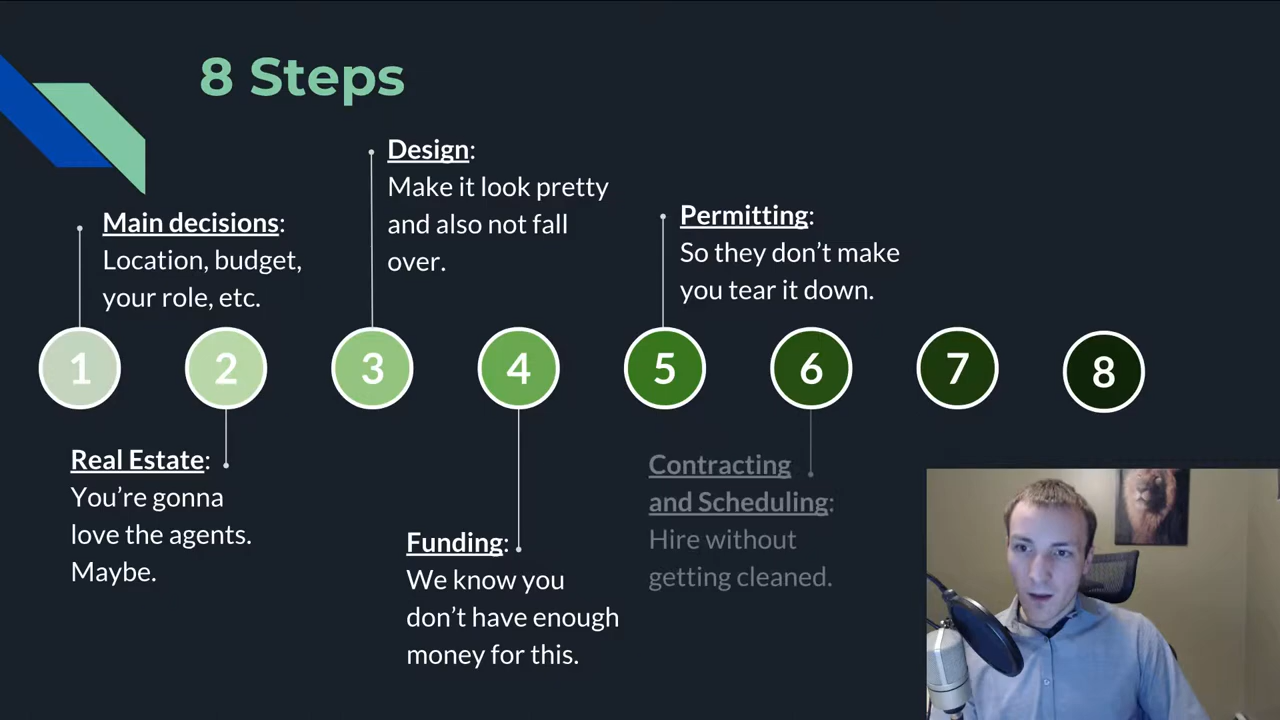 8 Steps
Design:
Make it look pretty
and also not fall
over.
Main decisions:
Location, budget,
your role, etc.
Permitting:
So they don’t make
you tear it down.
1 2 3 4 5 6 7 8
Real Estate:
You’re gonna
love the agents.
Maybe.
Funding:
We know you
don’t have enough
money for this.
Contracting
and Scheduling:
Hire without
getting cleaned.